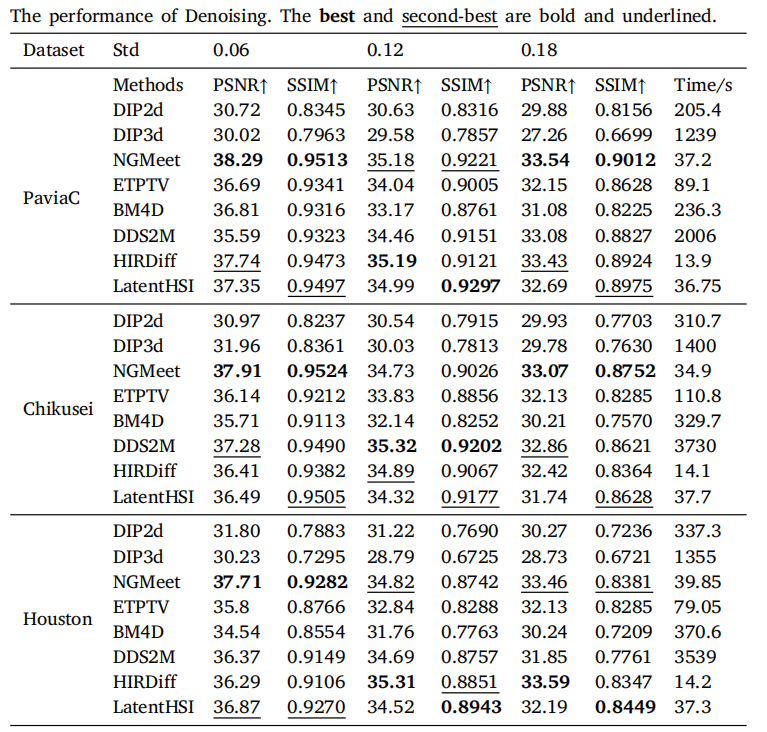 The performance of Denoising. The best and second-best are bold and underlined.
Dataset Std 0.06 0.12 0.18
Methods PSNR↑ SSIM↑ PSNR↑ SSIM↑ PSNR↑ SSIM↑ Time/s
DIP2d 30.72 0.8345 30.63 0.8316 29.88 0.8156 205.4
DIP3d 30.02 0.7963 29.58 0.7857 27.26 0.6699 1239
NGMeet 38.29 0.9513 35.18 0.9221 33.54 0.9012 37.2
PaviaC
ETPTV 36.69 0.9341 34.04 0.9005 32.15 0.8628 89.1
BM4D 36.81 0.9316 33.17 0.8761 31.08 0.8225 236.3
DDS2M 35.59 0.9323 34.46 0.9151 33.08 0.8827 2006
HIRDiff 37.74 0.9473 35.19 0.9121 33.43 0.8924 13.9
LatentHSI 37.35 0.9497 34.99 0.9297 32.69 0.8975 36.75
DIP2d 30.97 0.8237 30.54 0.7915 29.93 0.7703 310.7
DIP3d 31.96 0.8361 30.03 0.7813 29.78 0.7630 1400
NGMeet 37.91 0.9524 34.73 0.9026 33.07 0.8752 34.9
ETPTV 36.14 0.9212 33.83 0.8856 32.13 0.8285 110.8
Chikusei
BM4D 35.71 0.9113 32.14 0.8252 30.21 0.7570 329.7
DDS2M 37.28 0.9490 35.32 0.9202 32.86 0.8621 3730
HIRDiff 36.41 0.9382 34.89 0.9067 32.42 0.8364 14.1
LatentHSI 36.49 0.9505 34.32 0.9177 31.74 0.8628 37.7
DIP2d 31.80 0.7883 31.22 0.7690 30.27 0.7236 337.3
DIP3d 30.23 0.7295 28.79 0.6725 28.73 0.6721 1355
NGMeet 37.71 0.9282 34.82 0.8742 33.46 0.8381 39.85
ETPTV 35.8 0.8766 32.84 0.8288 32.13 0.8285 79.05
Houston
BM4D 34.54 0.8554 31.76 0.7763 30.24 0.7209 370.6
DDS2M 36.37 0.9149 34.69 0.8757 31.85 0.7761 3539
HIRDiff 36.29 0.9106 35.31 0.8851 33.59 0.8347 14.2
LatentHSI 36.87 0.9270 34.52 0.8943 32.19 0.8449 37.3